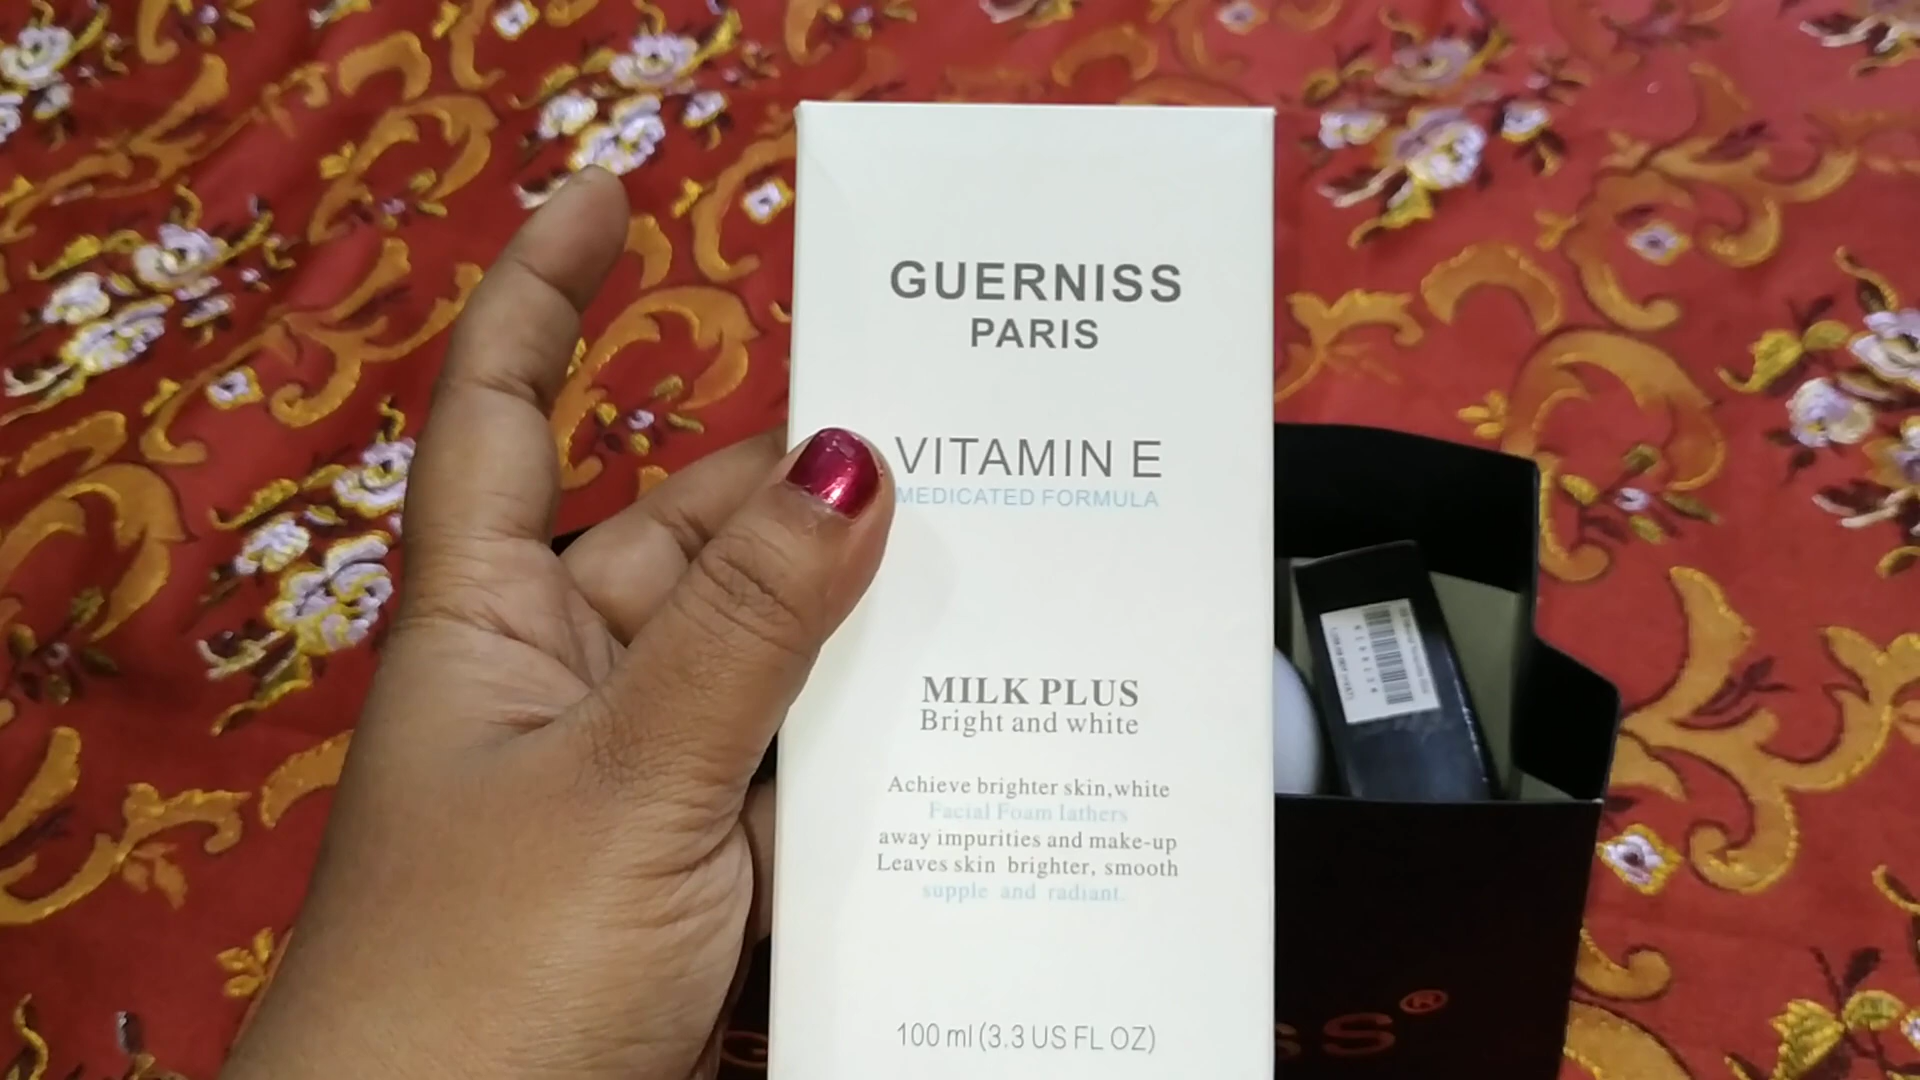 GUERNISS
PARIS
VITAMIN E
MEDICATED FORMULA
MILK PLUS
Bright and white
Achieve brighter skin,white
Facial Foam lathers
away impurities and make-up
Leaves skin brighter, smooth
supple and radiant.
100 ml (3.3 US FL OZ)